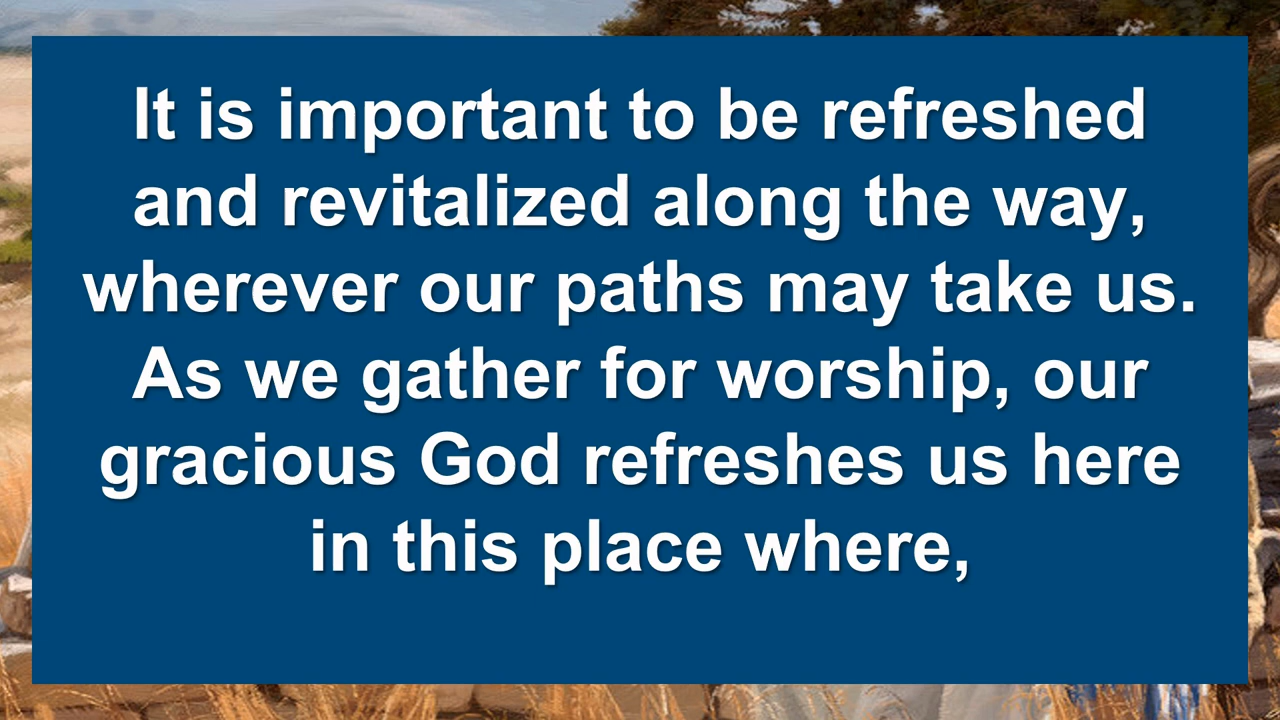 It is important to be refreshed
and revitalized along the way,
wherever our paths may take us.
As we gather for worship, our
gracious God refreshes us here
in this place where,